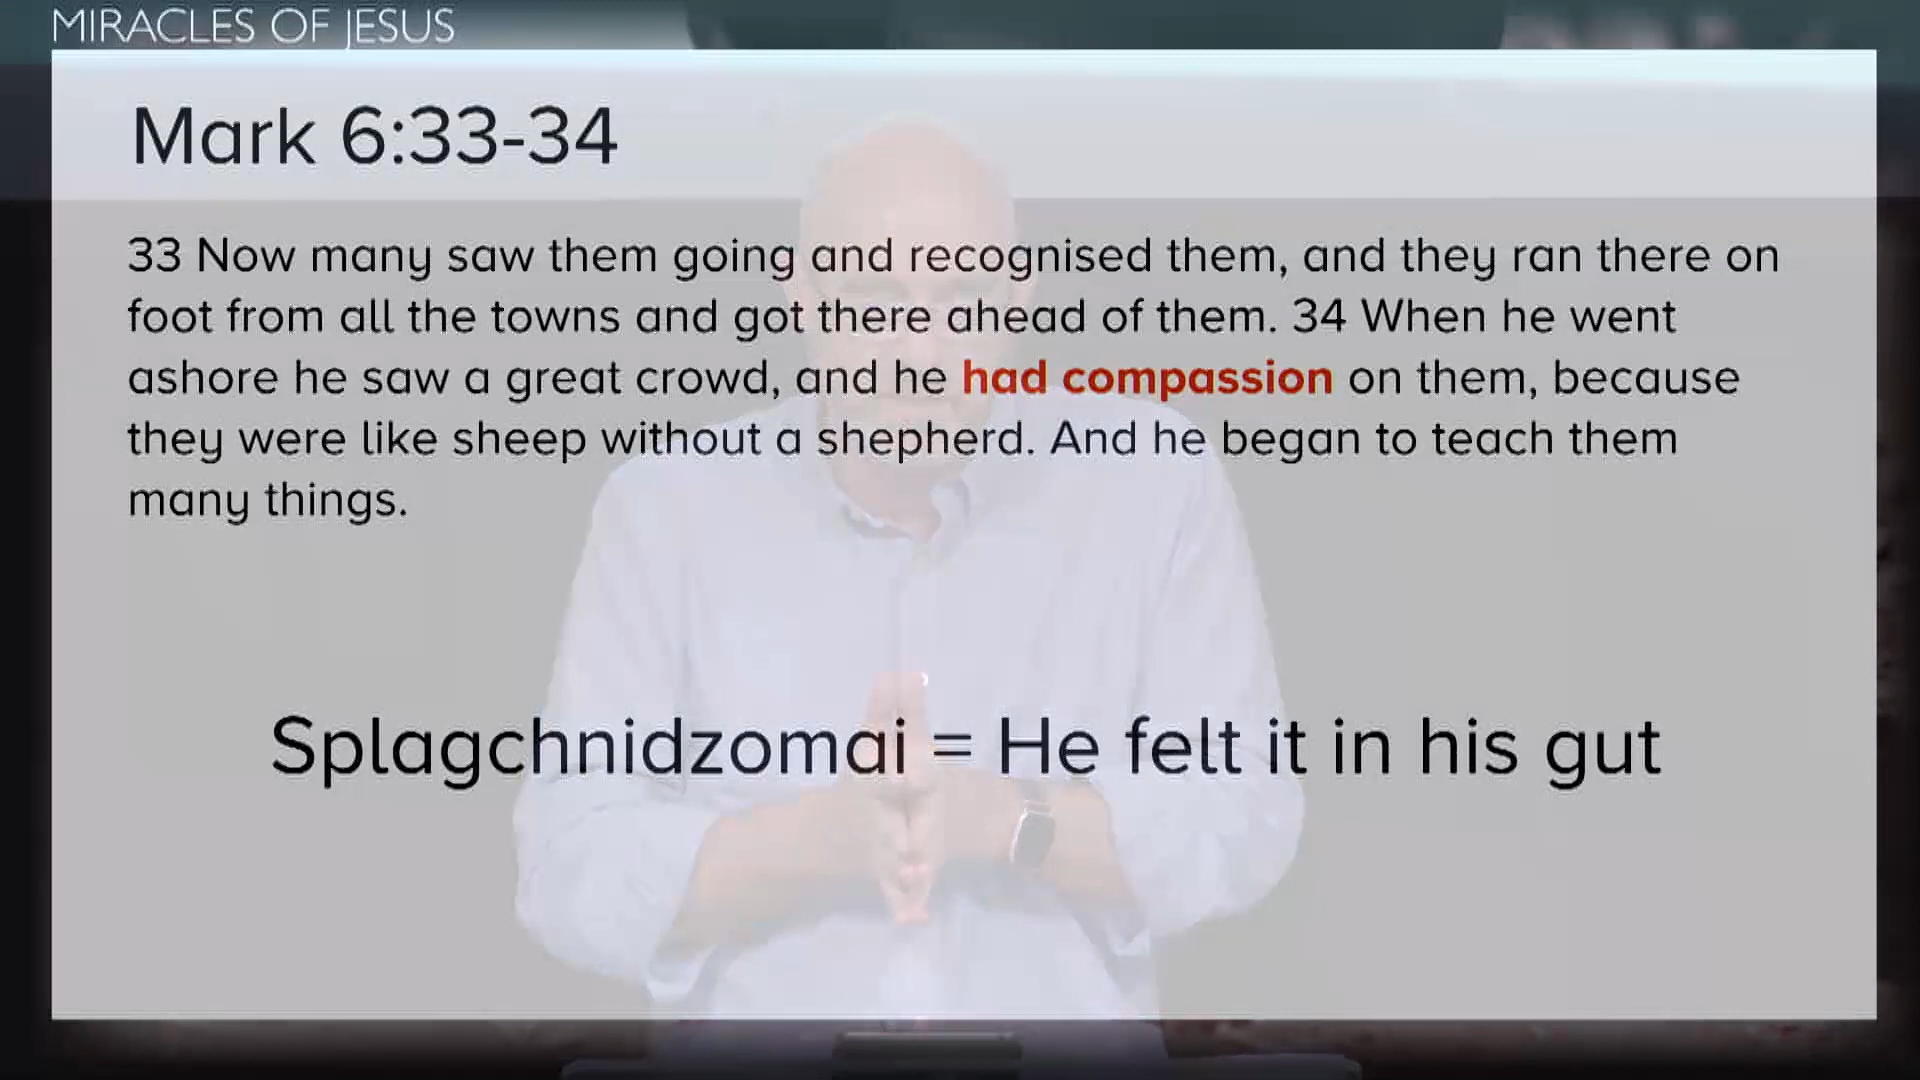 MIRACLES OF JESUS
Mark 6:33-34
33 Now many saw them going and recognised them, and they ran there on
foot from all the towns and got there ahead of them. 34 When he went
ashore he saw a great crowd, and he had compassion on them, because
they were like sheep without a shepherd. And he began to teach them
many things.
Splagchnidzomai = He felt it in his gut